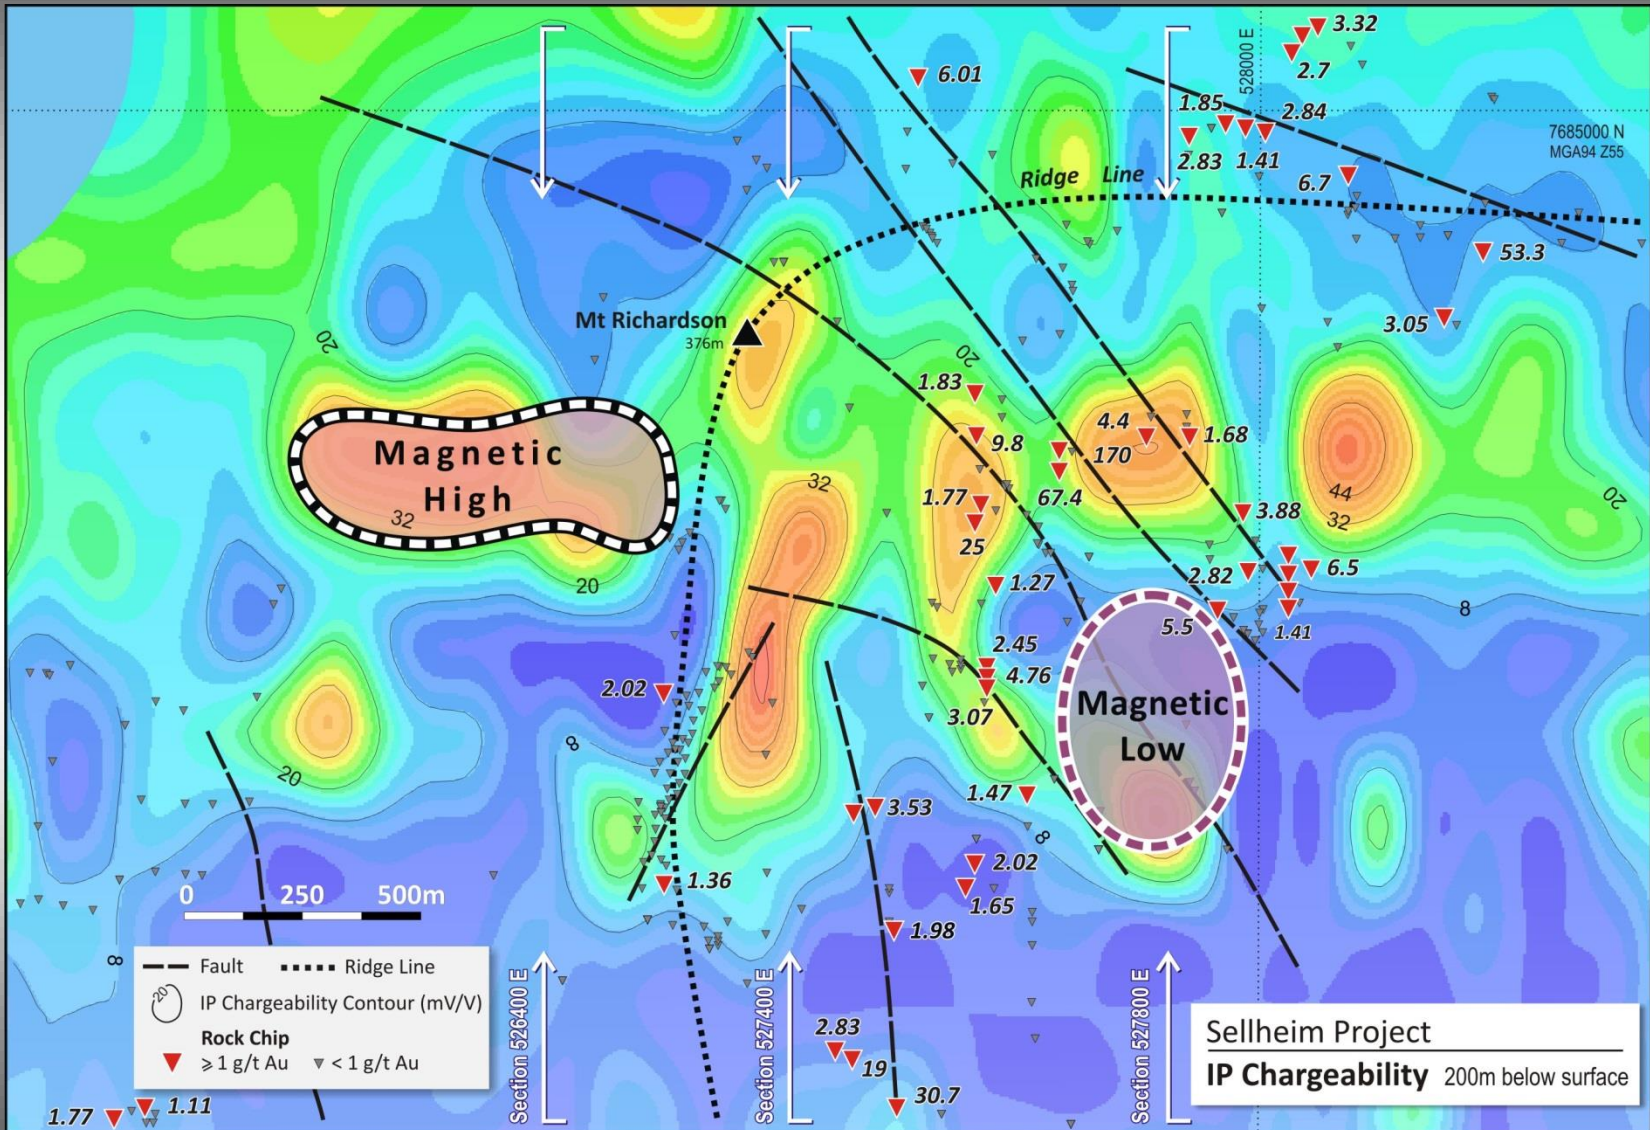 3.32
2.7
6.01
528000 E
1.85
2.84
7685000 N
MGA94 Z55
2.83
1.41
Ridge Line
6.7
53.3
Mt Richardson
376m
3.05
20
20
1.83
4.4
1.68
9.8
170
Magnetic
High
32
32
1.77
67.4
44
20
3.88
32
25
2.82
6.5
20
1.27
8
5.5
1.41
2.45
4.76
2.02
3.07
Magnetic
Low
8
20
1.47
3.53
8
2.02
1.36
1.65
0 250 500m
1.98
8
Fault
Ridge Line
20
IP Chargeability Contour (mV/V)
Rock Chip
⩾ 1 g/t Au
< 1 g/t Au
Section 526400 E
Section 527400 E
Section 527800 E
2.83
19
30.7
1.77
1.11
Sellheim Project
IP Chargeability 200m below surface